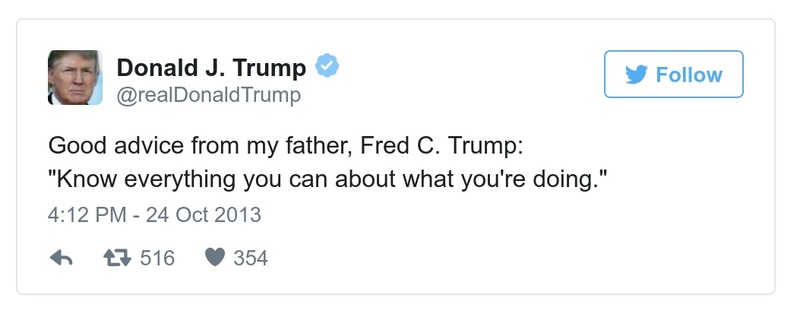 Donald J. Trump
@realDonaldTrump
Follow
Good advice from my father, Fred C. Trump:
"Know everything you can about what you're doing."
4:12 PM - 24 Oct 2013
516 354